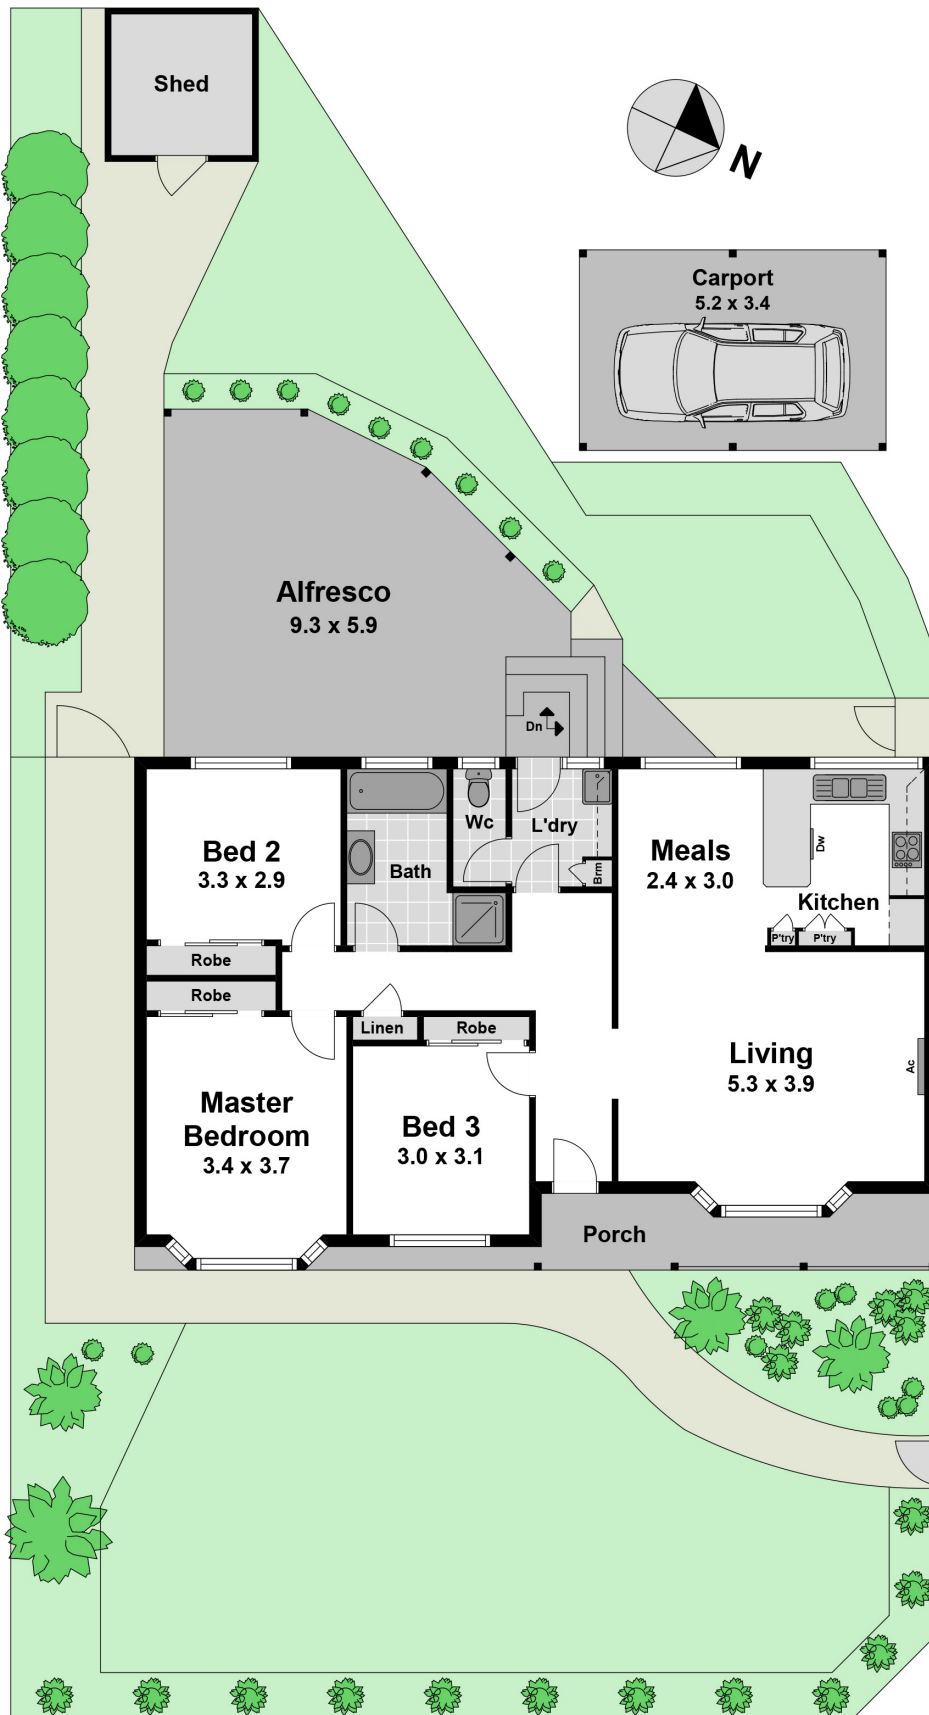 Shed
N
Carport
5.2 x 3.4
Alfresco
9.3 x 5.9
Dn
Bed 2
3.3 x 2.9
Bath
Wc
L'dry
Brm
Meals
2.4 x 3.0
Dw
Kitchen
P'try
P'try
Robe
Robe
Linen
Robe
Living
5.3 x 3.9
Ac
Master
Bedroom
3.4 x 3.7
Bed 3
3.0 x 3.1
Porch